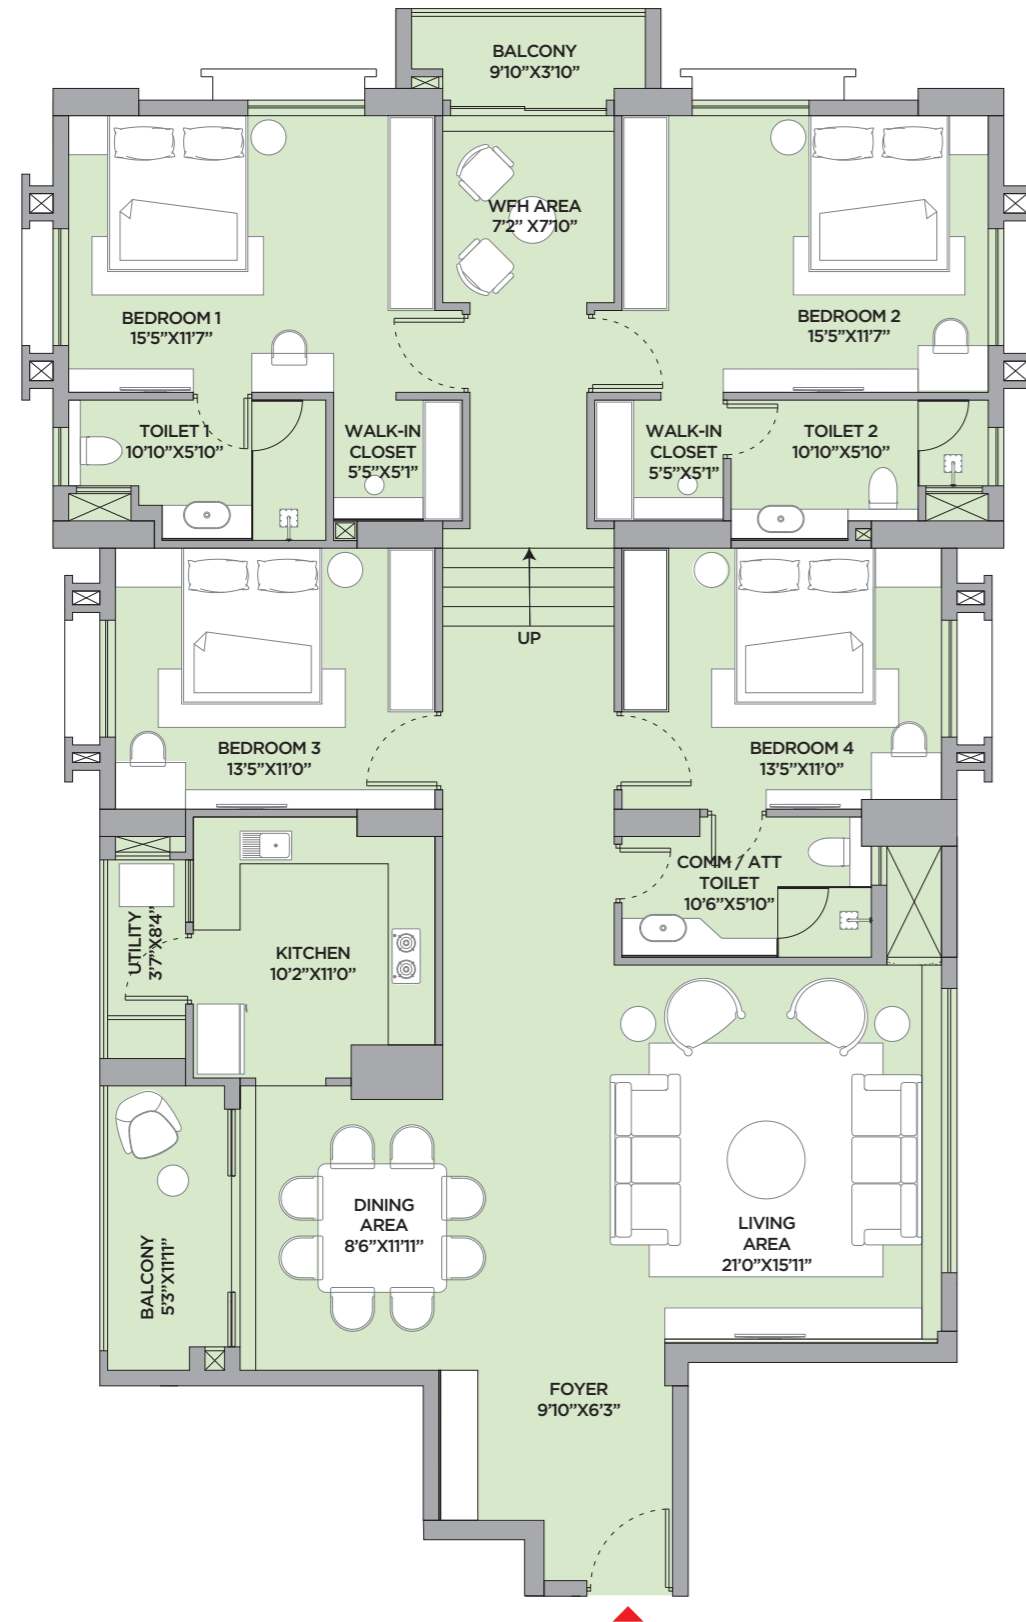 BALCONY
9'10"X3'10"
WFH AREA
7'2" X7'10"
BEDROOM 1
15'5"X11'7"
BEDROOM 2
15'5"X11'7"
TOILET 1
10'10"X5'10"
WALK-IN
CLOSET
5'5"X5'1"
WALK-IN
CLOSET
5'5"X5'1"
TOILET 2
10'10"X5'10"
UP
BEDROOM 3
13'5"X11'0"
BEDROOM 4
13'5"X11'0"
COMM / ATT
TOILET
10'6"X5'10"
UTILITY
3'7"X8'4"
KITCHEN
10'2"X11'0"
DINING
AREA
8'6"X11'11"
LIVING
AREA
21'0"X15'11"
BALCONY
5'3"X11'11"
FOYER
9'10"X6'3"